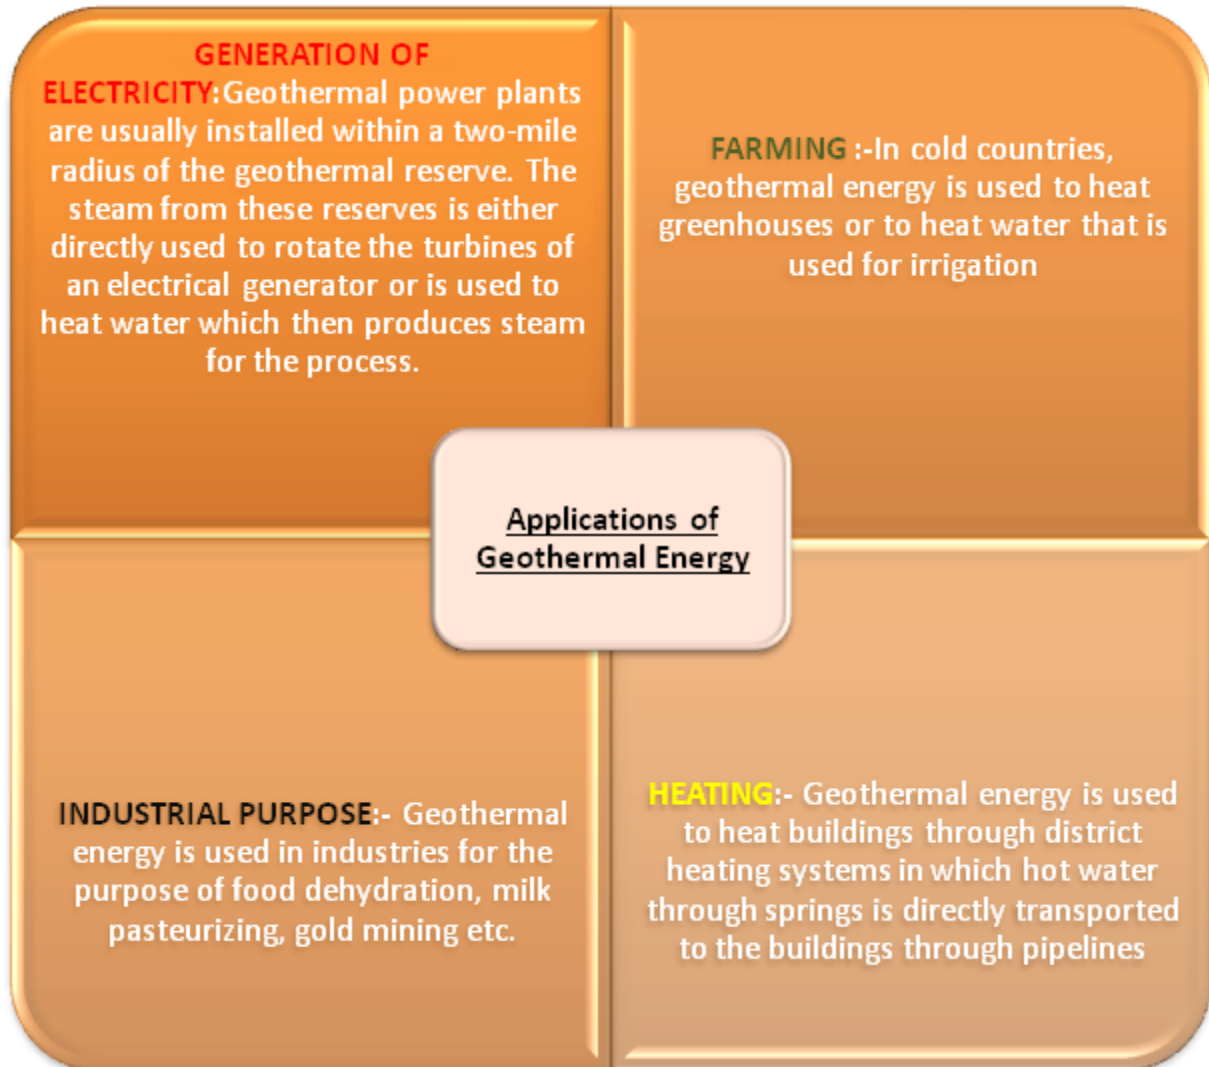 GENERATION OF
ELECTRICITY:Geothermal power plants
are usually installed within a two-mile
radius of the geothermal reserve. The
steam from these reserves is either
directly used to rotate the turbines of
an electrical generator or is used to
heat water which then produces steam
for the process.
FARMING :-In cold countries,
geothermal energy is used to heat
greenhouses or to heat water that is
used for irrigation
Applications of
Geothermal Energy
INDUSTRIAL PURPOSE:- Geothermal
energy is used in industries for the
purpose of food dehydration, milk
pasteurizing, gold mining etc.
HEATING:- Geothermal energy is used
to heat buildings through district
heating systems in which hot water
through springs is directly transported
to the buildings through pipelines